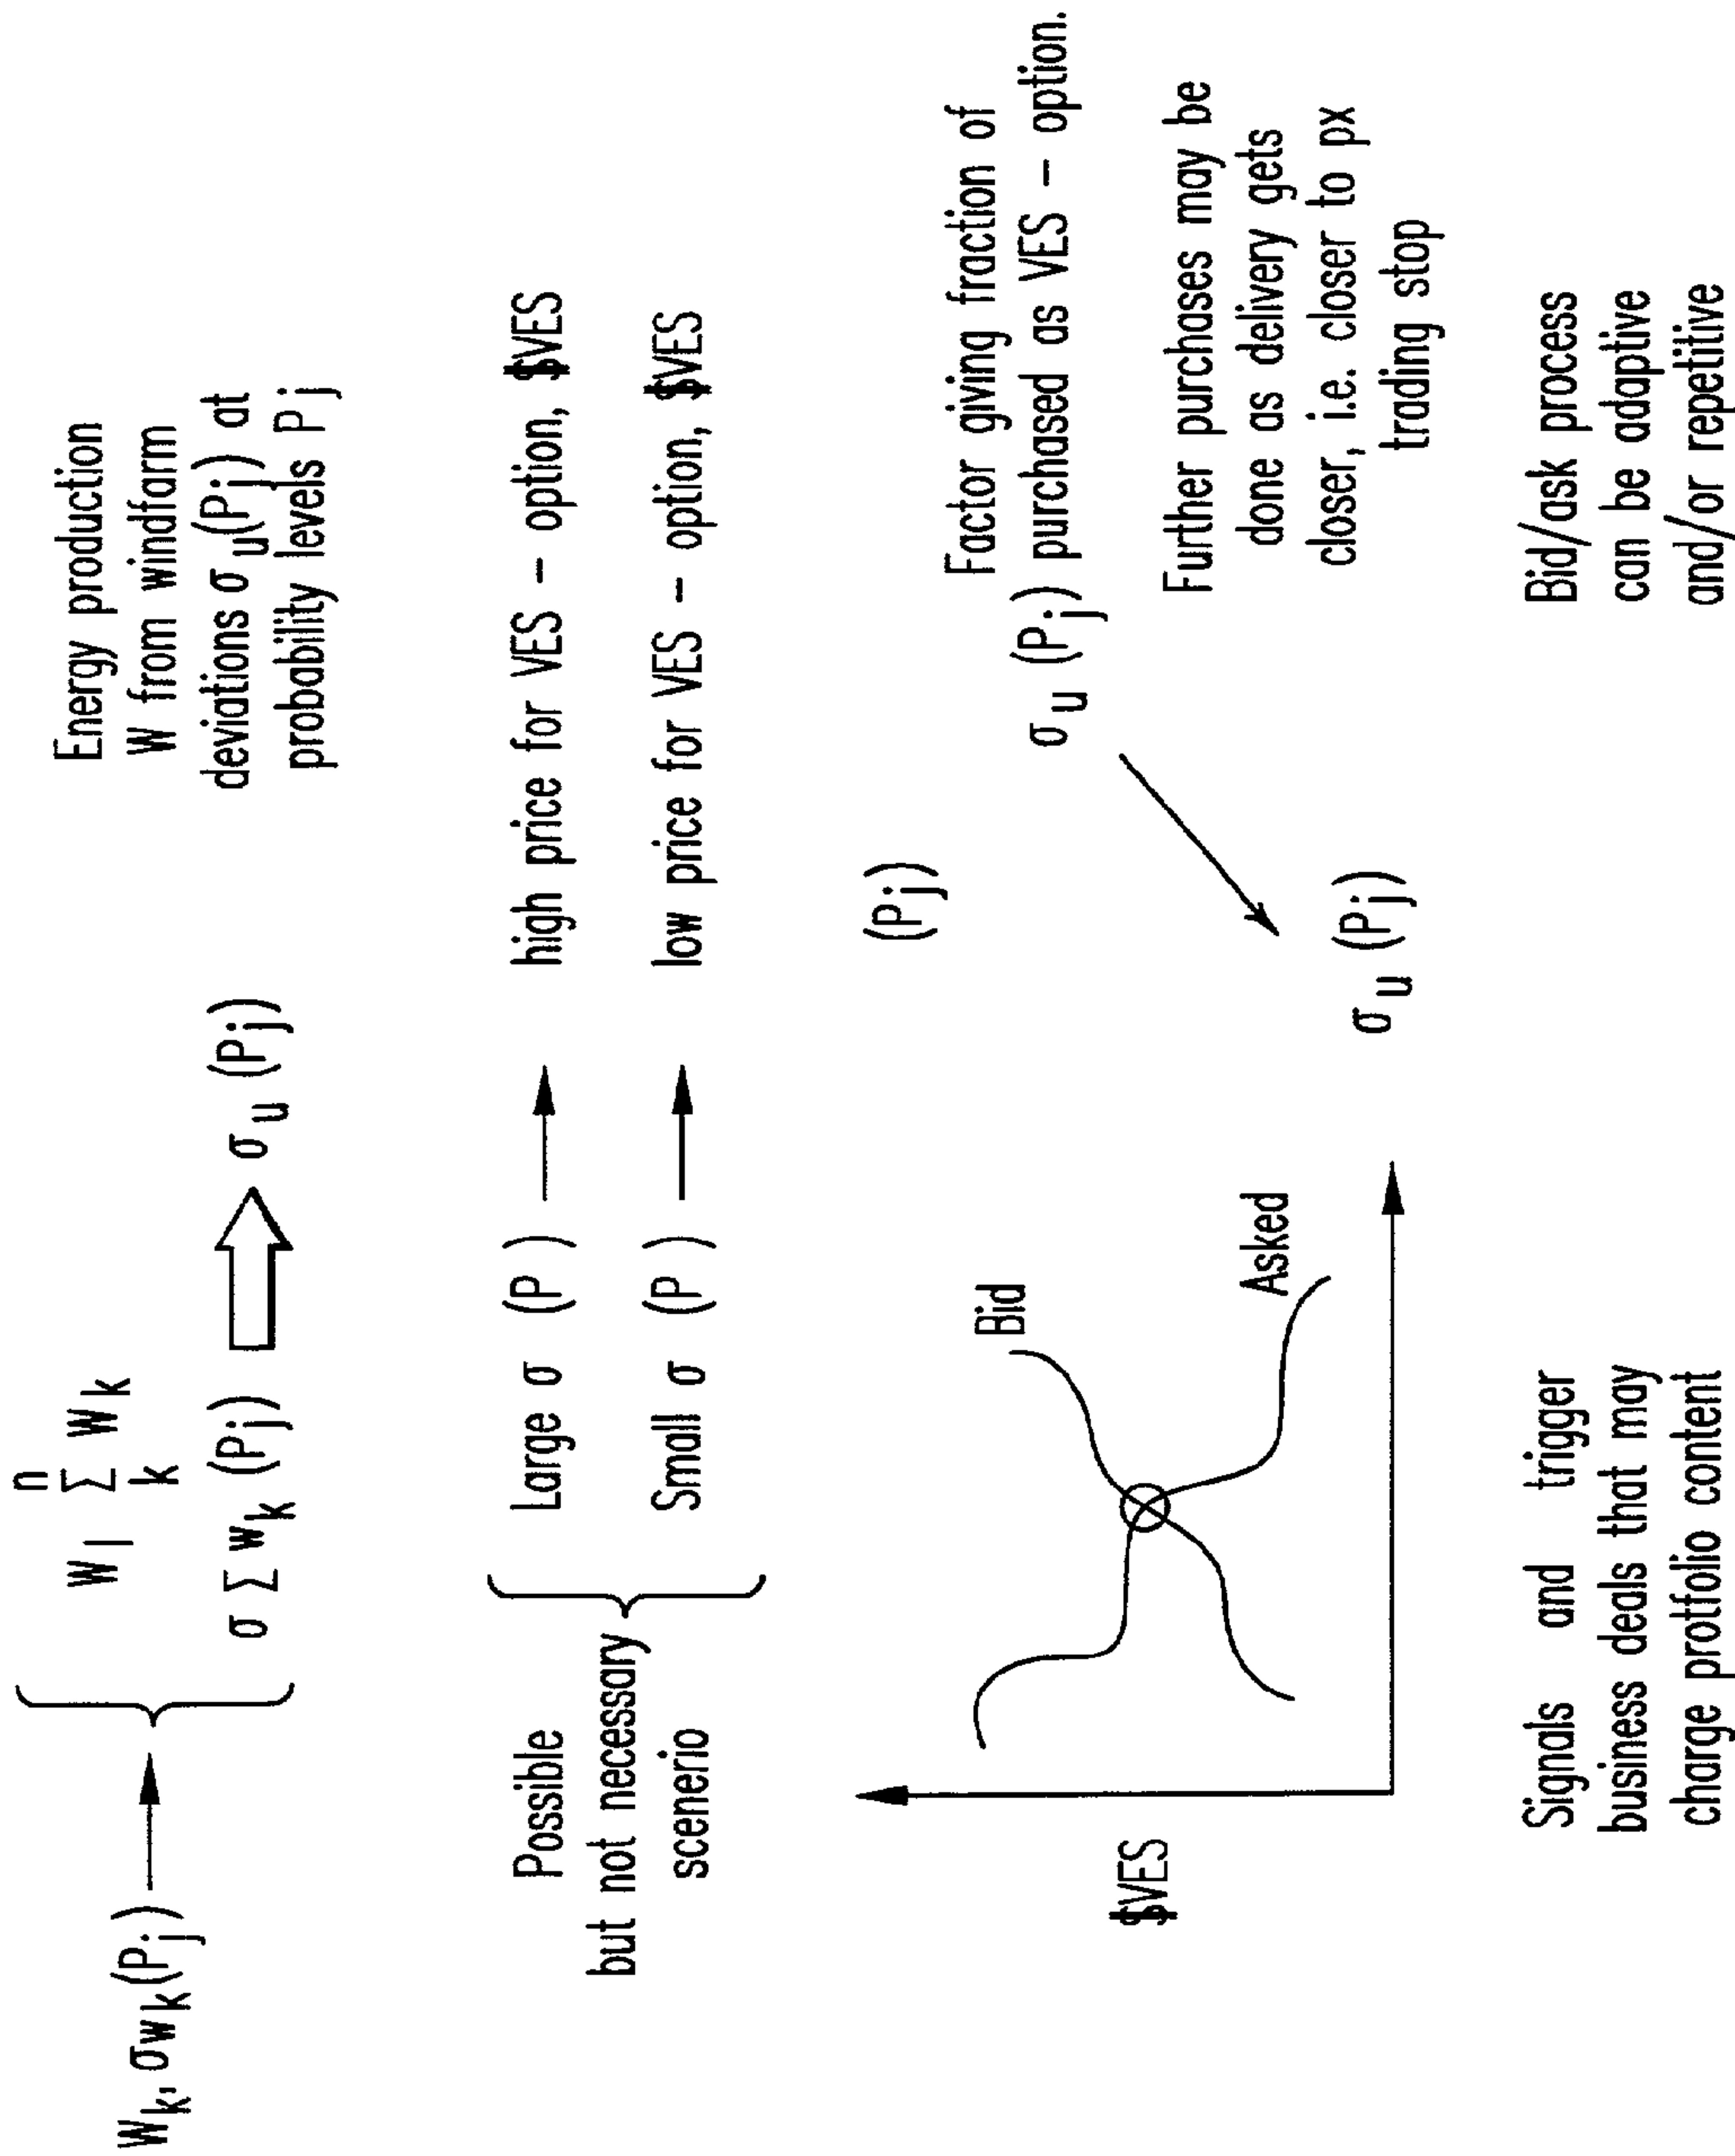 W_k, σw_k(P_j)
n
W_l Σ W_k
k
σ Σ w_k (P_j)
σ_u (P_j)
Energy production
W from windfarm
deviations σ_u(P_j) at
probability levels P_j
Possible
but not necessary
scenerio
Large σ (P )
high price for VES - option, $VES
Small σ (P )
low price for VES - option, $VES
(P_j)
$VES
Bid
Asked
σ_u (P_j)
Factor giving fraction of
σ_u (P_j) purchased as VES - option.
Further purchases may be
done as delivery gets
closer, i.e. closer to px
trading stop
Signals and trigger
business deals that may
charge protfolio content
Bid/ask process
can be adaptive
and/or repetitive